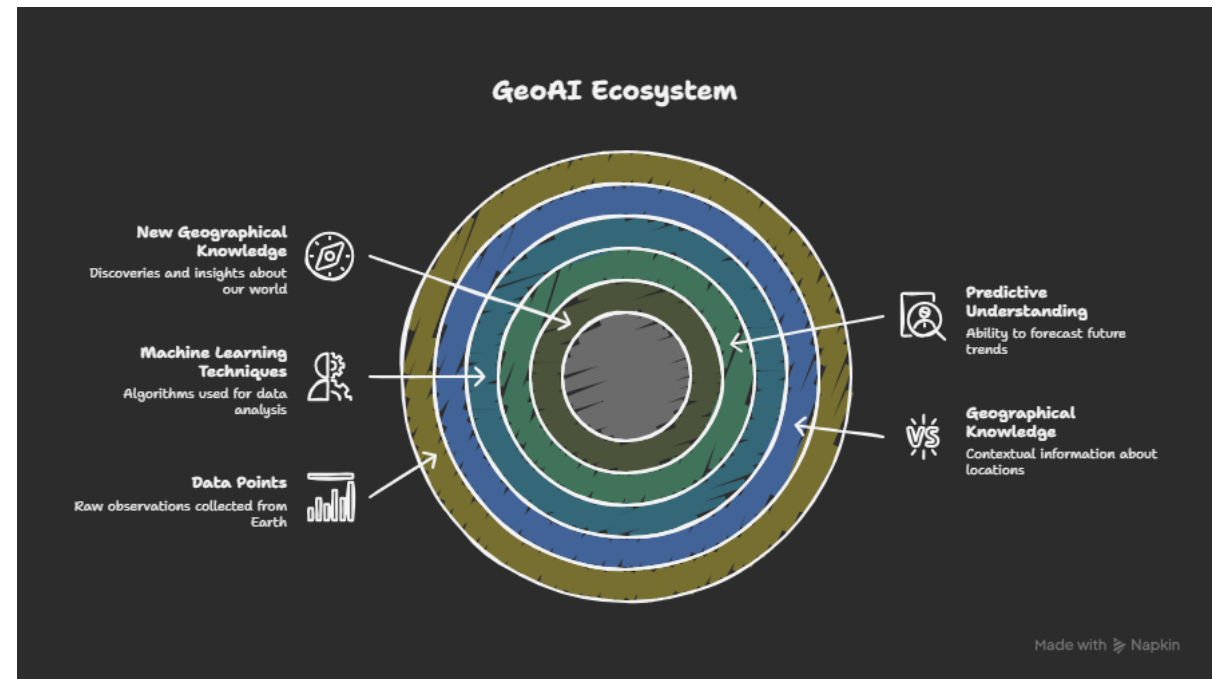 GeoAI Ecosystem
New Geographical
Knowledge
Discoveries and insights about
our world
Machine Learning
Techniques
Algorithms used for data
analysis
Data Points
Raw observations collected from
Earth
Predictive
Understanding
Ability to forecast future
trends
VS
Geographical
Knowledge
Contextual information about
locations
Made with Napkin